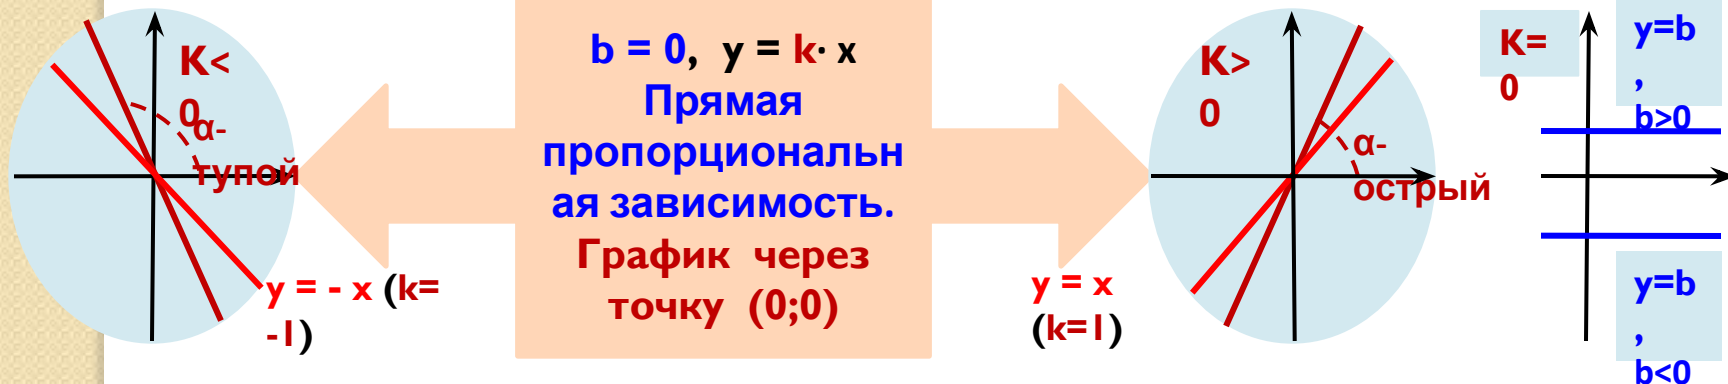 K<
0
α-
тупой
y = - x (k=
-1)
b = 0, y = k· x
Прямая
пропорциональн
ая зависимость.
График через
точку (0;0)
K>
0
α-
острый
y = x
(k=1)
K=
0
y=b
,
b>0
y=b
,
b<0